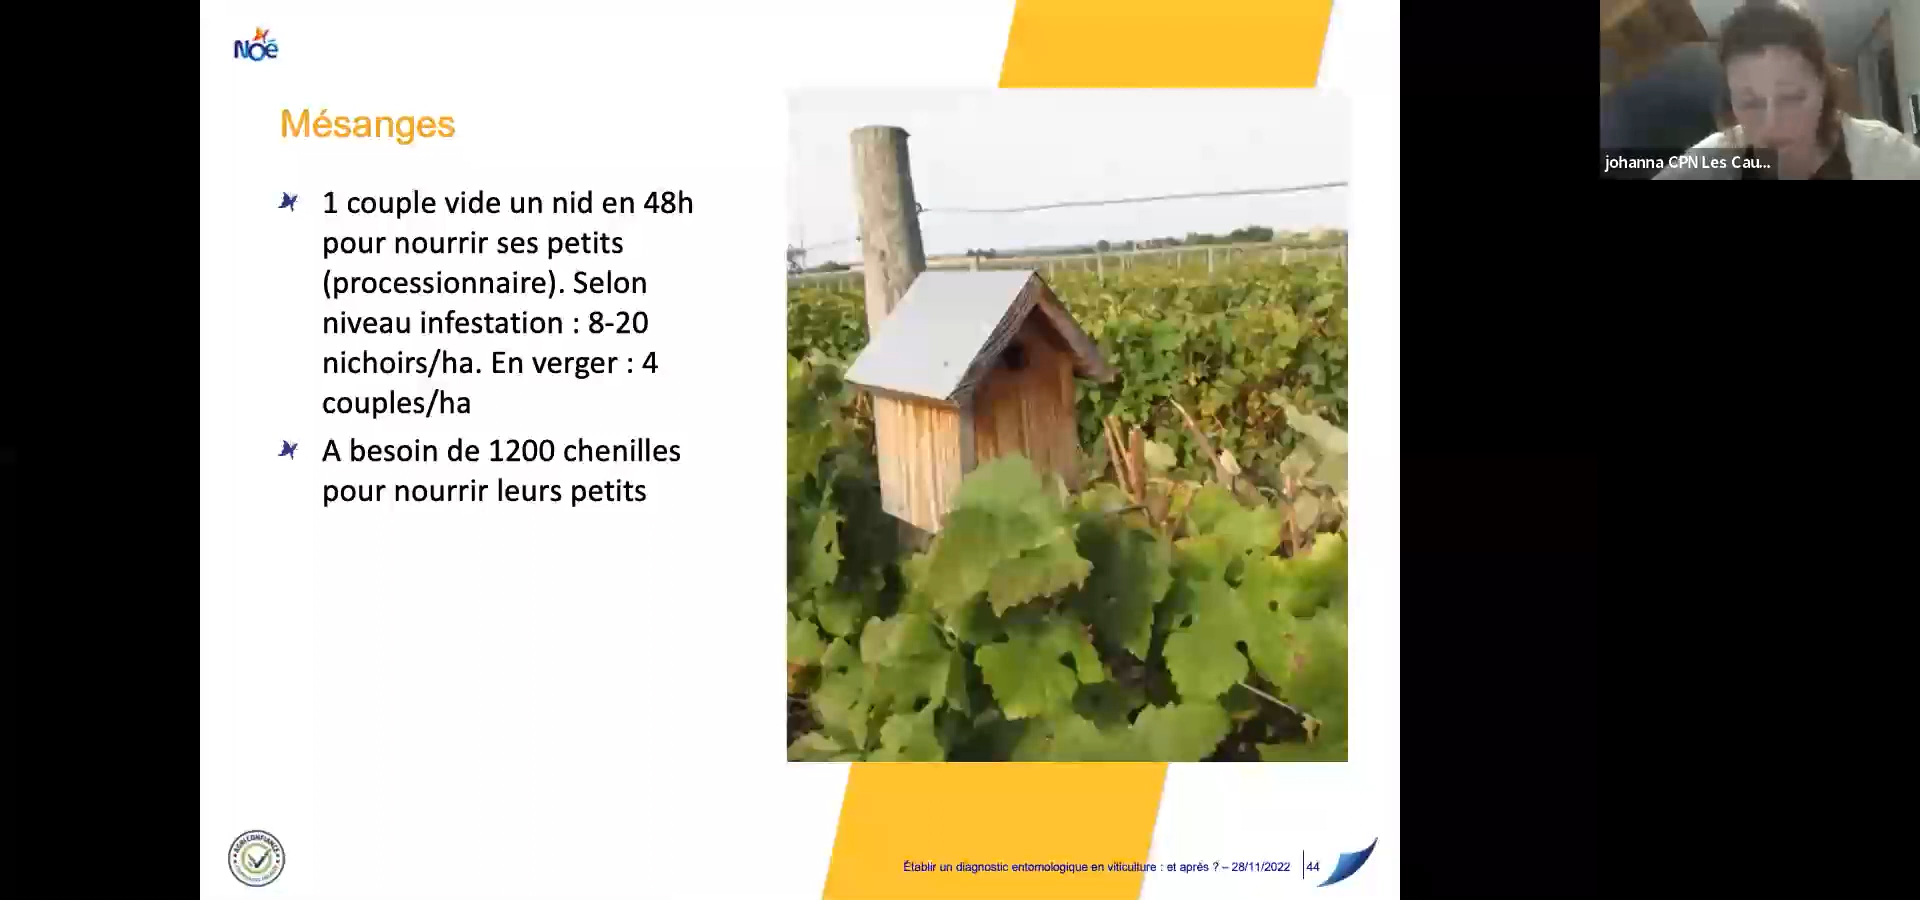 Noé
johanna CPN Les Cau...
Mésanges
1 couple vide un nid en 48h
pour nourrir ses petits
(processionnaire). Selon
niveau infestation : 8-20
nichoirs/ha. En verger : 4
couples/ha
A besoin de 1200 chenilles
pour nourrir leurs petits
Établir un diagnostic entomologique en viticulture : et après ? – 28/11/2022
44